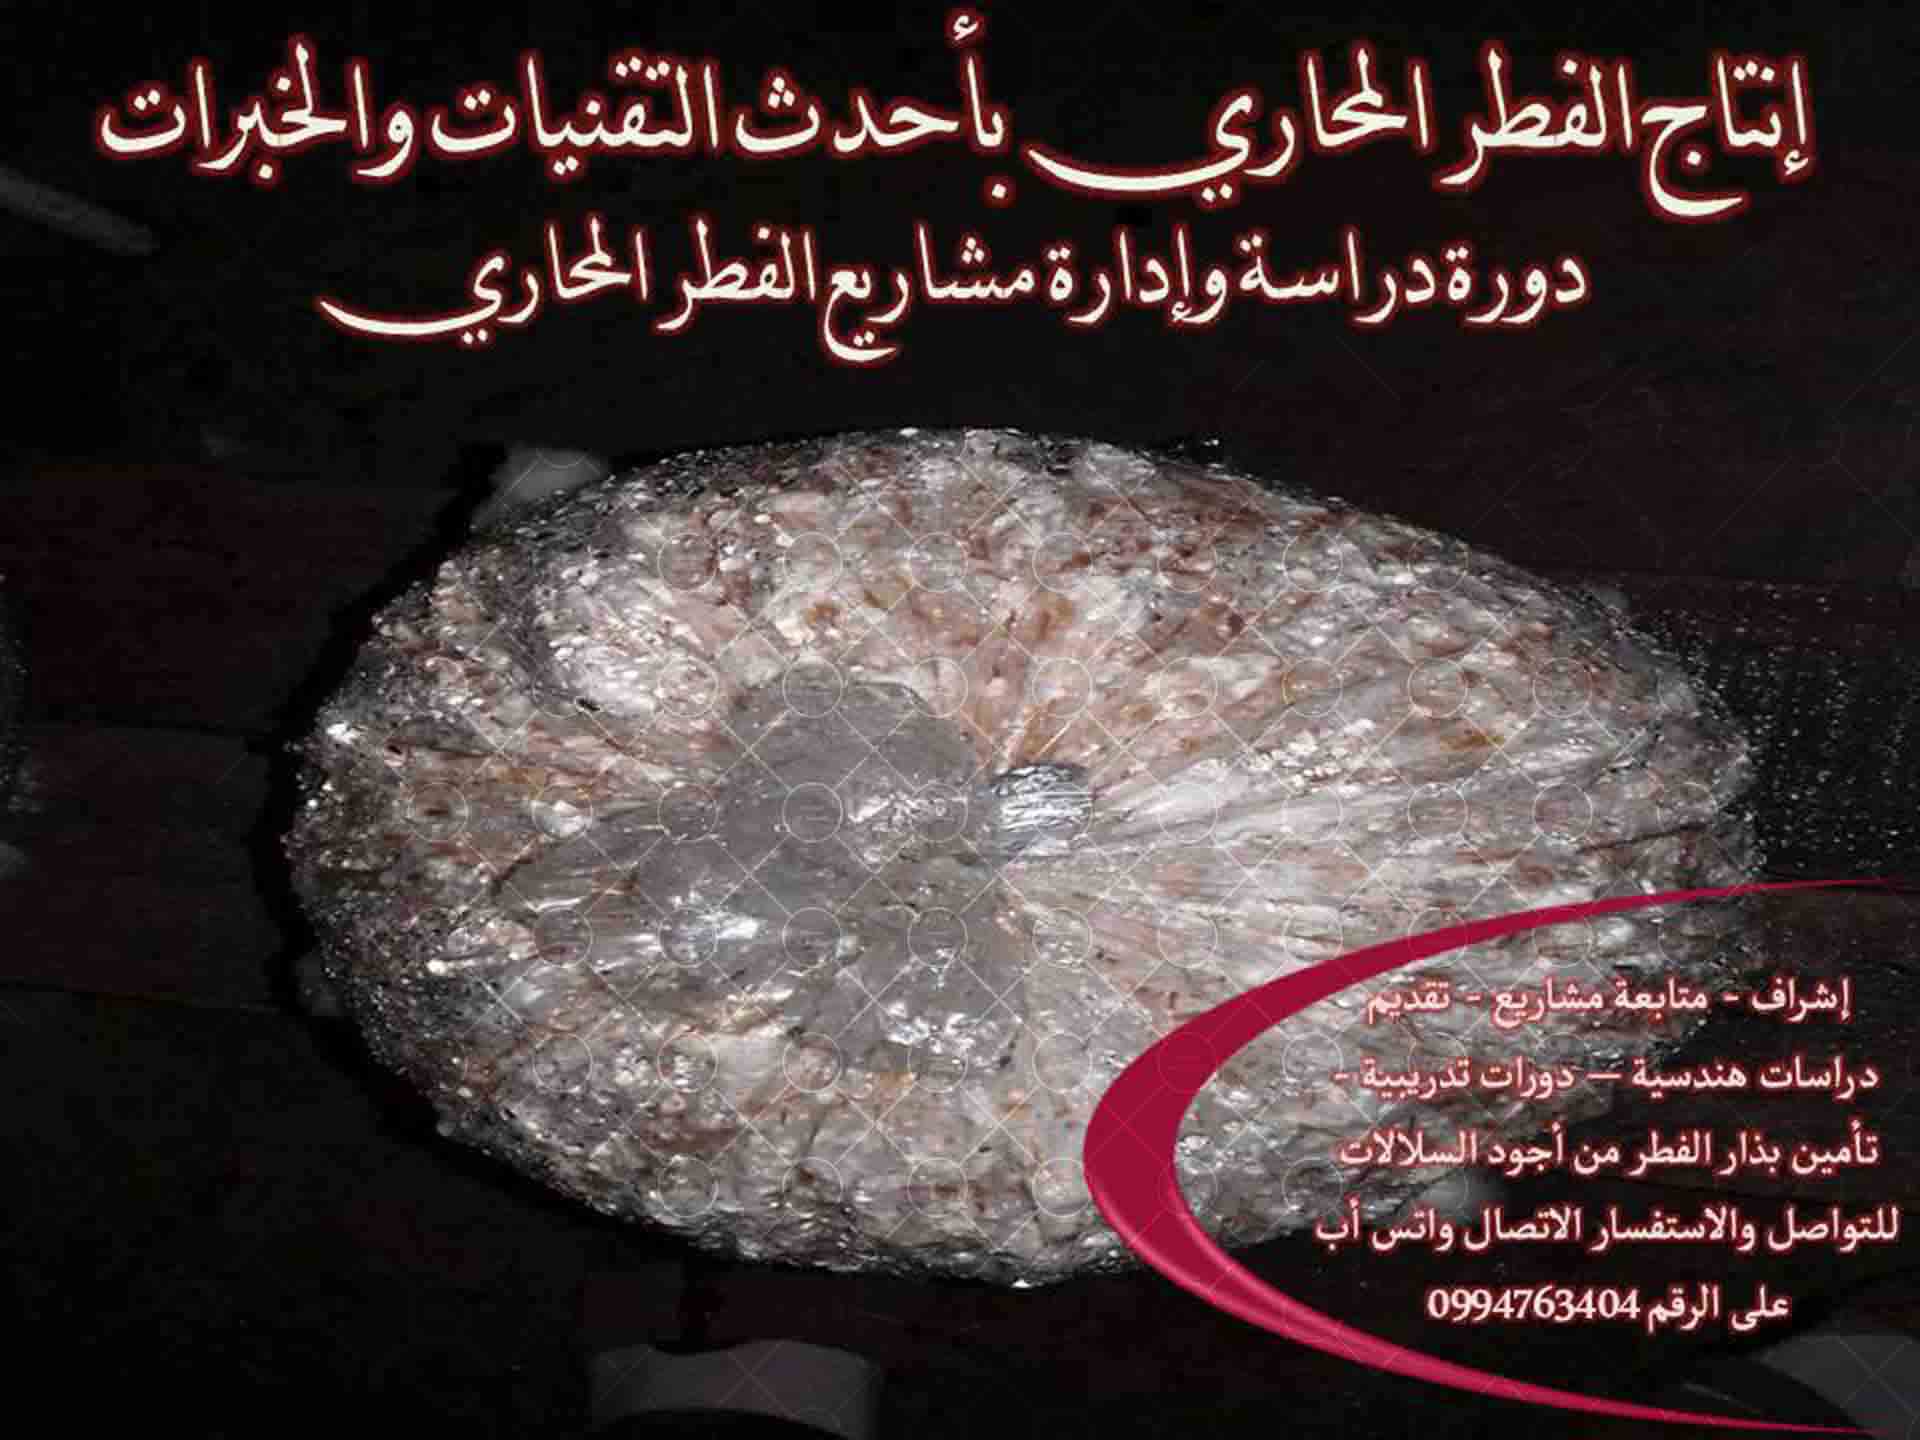 إنتاج الفطر المحاري بأحدث التقنيات والخبرات
دورة دراسة وإدارة مشاريع الفطر المحاري
إشراف - متابعة مشاريع - تقديم
دراسات هندسية – دورات تدريبية -
تأمين بذار الفطر من أجود السلالات
للتواصل والاستفسار الاتصال واتس أب
على الرقم 0994763404